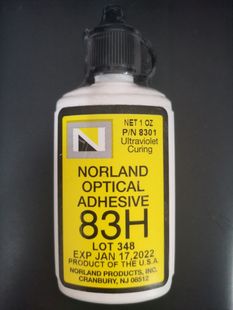 NET 1 OZ
P/N 8301
Ultraviolet
Curing
N
NORLAND
OPTICAL
ADHESIVE
83H
LOT 348
EXP JAN 17,2022
PRODUCT OF THE U.S.A.
NORLAND PRODUCTS, INC.
CRANBURY, NJ 08512